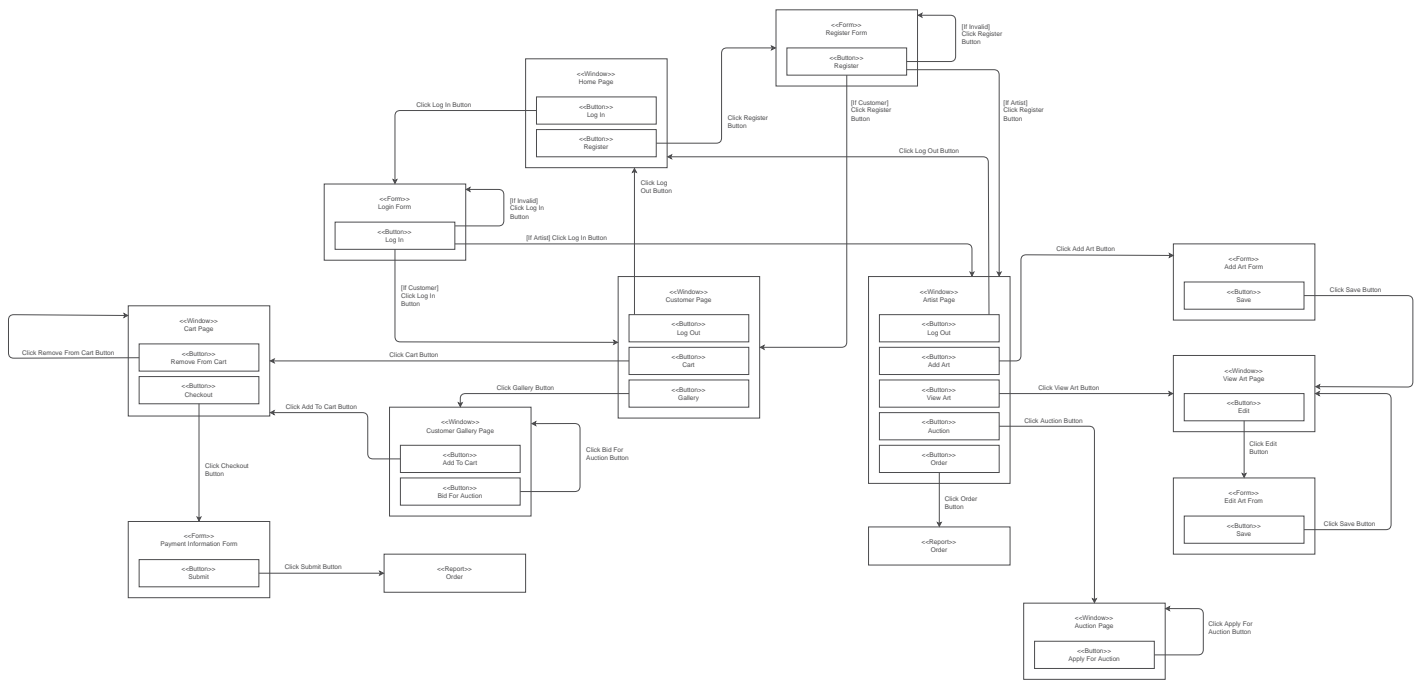 <<Form>>
Register Form
<<Button>>
Register
[If Invalid]
Click Register
Button
<<Window>>
Home Page
<<Button>>
Log In
<<Button>>
Register
Click Log In Button
Click Register
Button
[If Customer]
Click Register
Button
[If Artist]
Click Register
Button
Click Log Out Button
Click Log
Out Button
<<Form>>
Login Form
<<Button>>
Log In
[If Invalid]
Click Log In
Button
[If Artist] Click Log In Button
[If Customer]
Click Log In
Button
<<Window>>
Customer Page
<<Button>>
Log Out
<<Button>>
Cart
<<Button>>
Gallery
<<Window>>
Artist Page
<<Button>>
Log Out
<<Button>>
Add Art
<<Button>>
View Art
<<Button>>
Auction
<<Button>>
Order
Click Add Art Button
<<Form>>
Add Art Form
<<Button>>
Save
Click Save Button
<<Window>>
Cart Page
<<Button>>
Remove From Cart
<<Button>>
Checkout
Click Remove From Cart Button
Click Cart Button
Click Gallery Button
Click Add To Cart Button
<<Window>>
Customer Gallery Page
<<Button>>
Add To Cart
<<Button>>
Bid For Auction
Click Bid For
Auction Button
Click View Art Button
<<Window>>
View Art Page
<<Button>>
Edit
Click Auction Button
Click Edit
Button
Click Checkout
Button
Click Order
Button
<<Form>>
Edit Art From
<<Button>>
Save
Click Save Button
<<Form>>
Payment Information Form
<<Button>>
Submit
Click Submit Button
<<Report>>
Order
<<Report>>
Order
<<Window>>
Auction Page
<<Button>>
Apply For Auction
Click Apply For
Auction Button